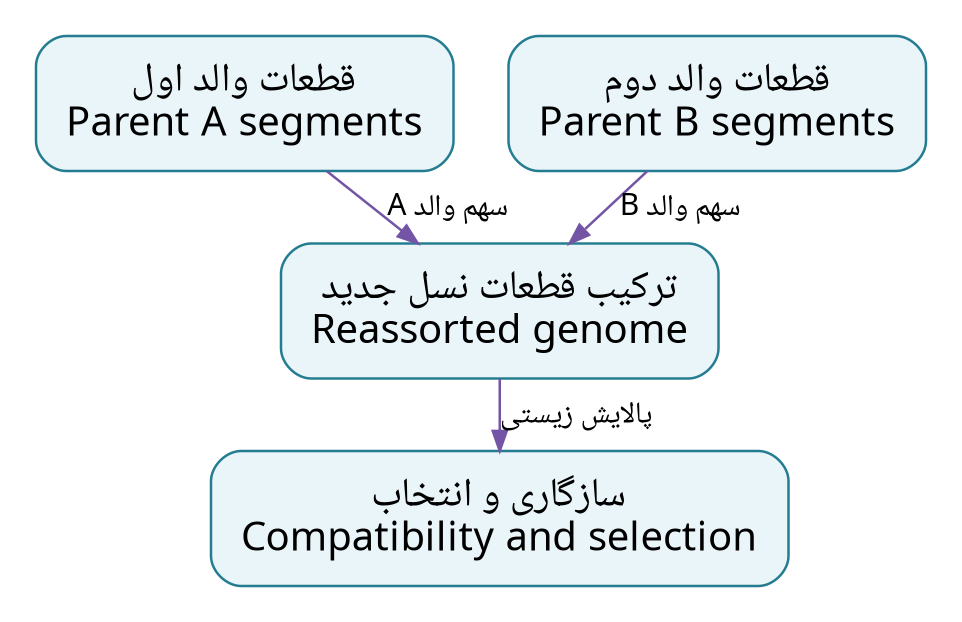 قطعات والد اول
Parent A segments
قطعات والد دوم
Parent B segments
سهم والد A
سهم والد B
ترکیب قطعات نسل جدید
Reassorted genome
پالایش زیستی
سازگاری و انتخاب
Compatibility and selection